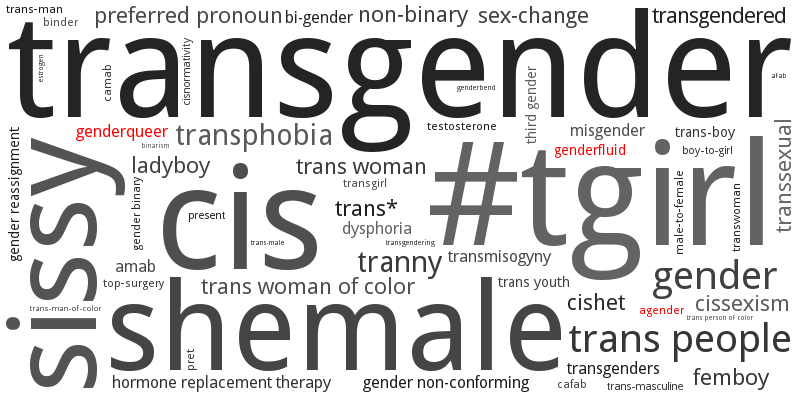 trans-man
binder
preferred pronoun
bi-gender
non-binary
sex-change
transgendered
transgender
estrogen
camab
cisnormativity
genderbend
third gender
afab
genderqueer
binarism
transphobia
testosterone
misgender
genderfluid
trans-boy
boy-to-girl
transsexual
gender reassignment
sissy
ladyboy
gender binary
cis
present
trans-male
trans woman
transgirl
trans*
dysphoria
transgendering
#tgirl
male-to-female
transwoman
amab
top-surgery
tranny
transmisogyny
trans woman of color
trans youth
gender
trans-man-of-color
shemale
pret
cishet
agender
cissexism
trans person of color
trans people
hormone replacement therapy
gender non-conforming
transgenders
cafab
trans-masculine
femboy